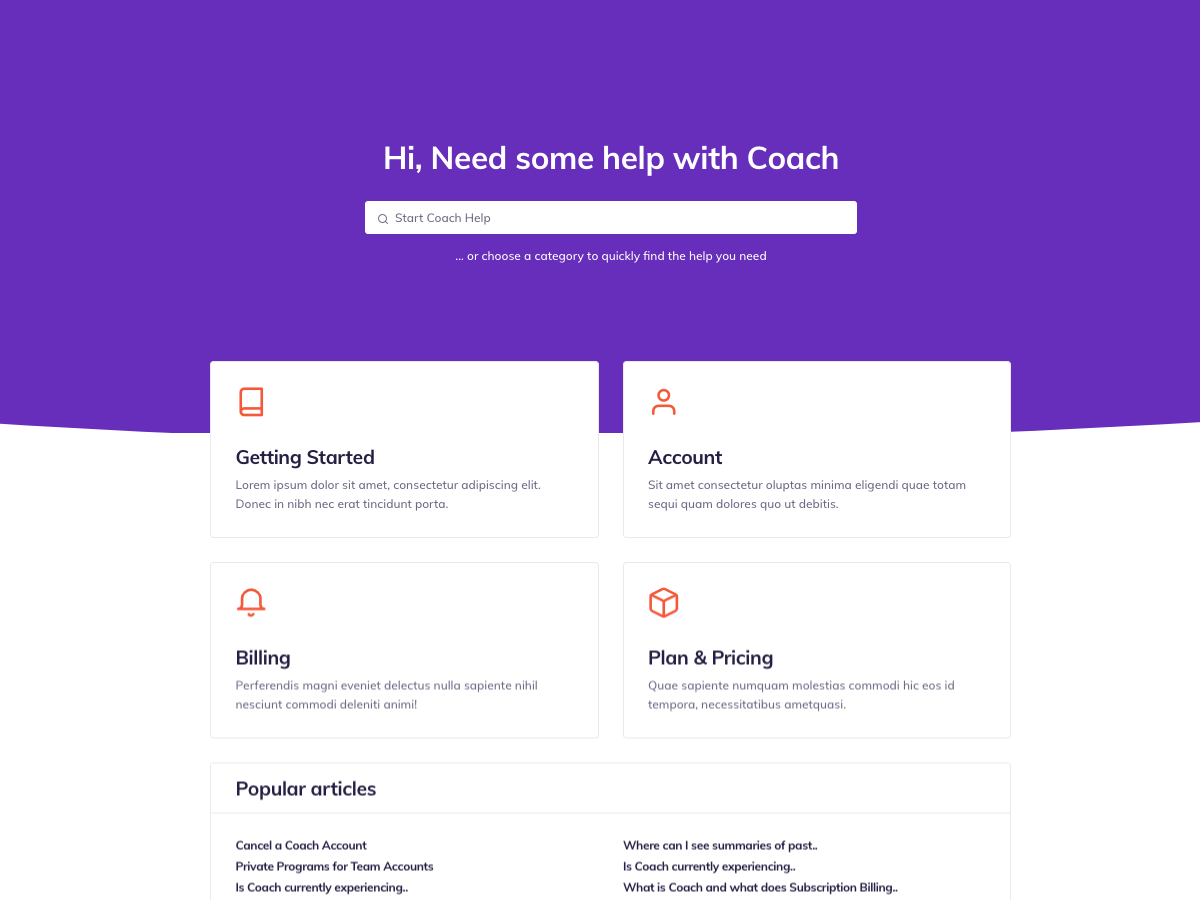 Hi, Need some help with Coach
Start Coach Help
... or choose a category to quickly find the help you need
Getting Started
Lorem ipsum dolor sit amet, consectetur adipiscing elit.
Donec in nibh nec erat tincidunt porta.
Account
Sit amet consectetur oluptas minima eligendi quae totam
sequi quam dolores quo ut debitis.
Billing
Perferendis magni eveniet delectus nulla sapiente nihil
nesciunt commodi deleniti animi!
Plan & Pricing
Quae sapiente numquam molestias commodi hic eos id
tempora, necessitatibus ametquasi.
Popular articles
Cancel a Coach Account
Private Programs for Team Accounts
Is Coach currently experiencing..
Where can I see summaries of past..
Is Coach currently experiencing..
What is Coach and what does Subscription Billing..